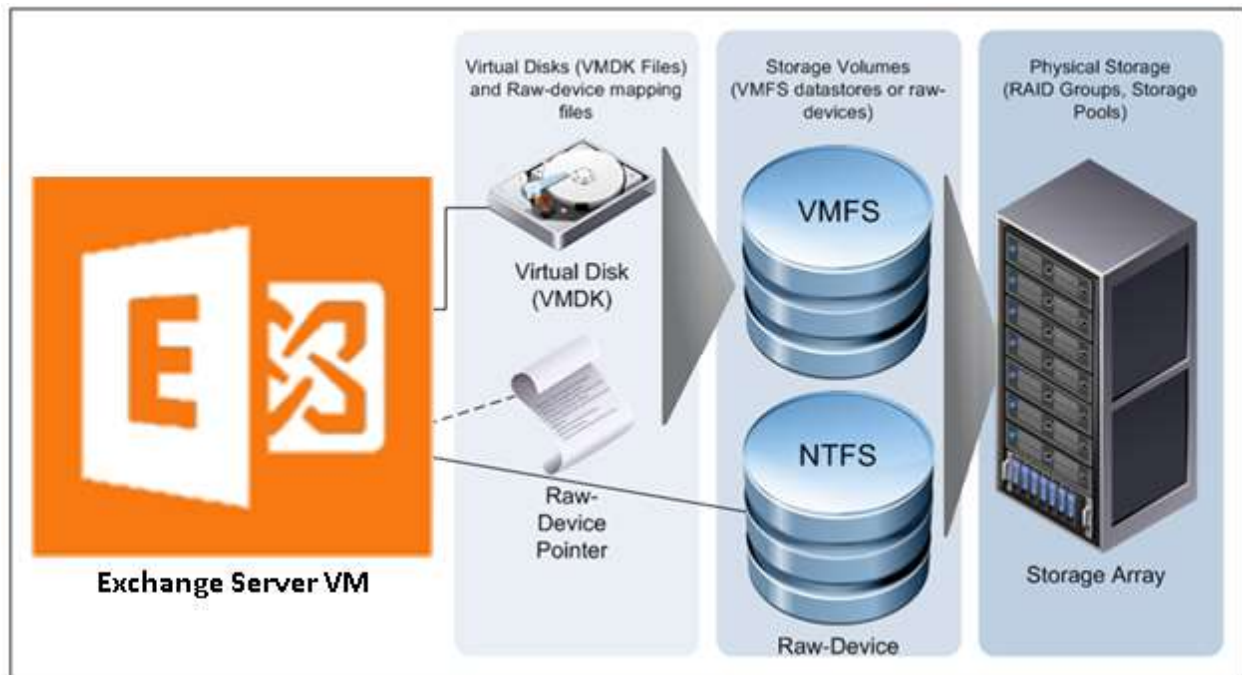 Virtual Disks (VMDK Files)
and Raw-device mapping
files
Storage Volumes
(VMFS datastores or raw-
devices)
Physical Storage
(RAID Groups, Storage
Pools)
E
Exchange Server VM
Virtual Disk
(VMDK)
Raw-
Device
Pointer
VMFS
NTFS
Raw-Device
Storage Array